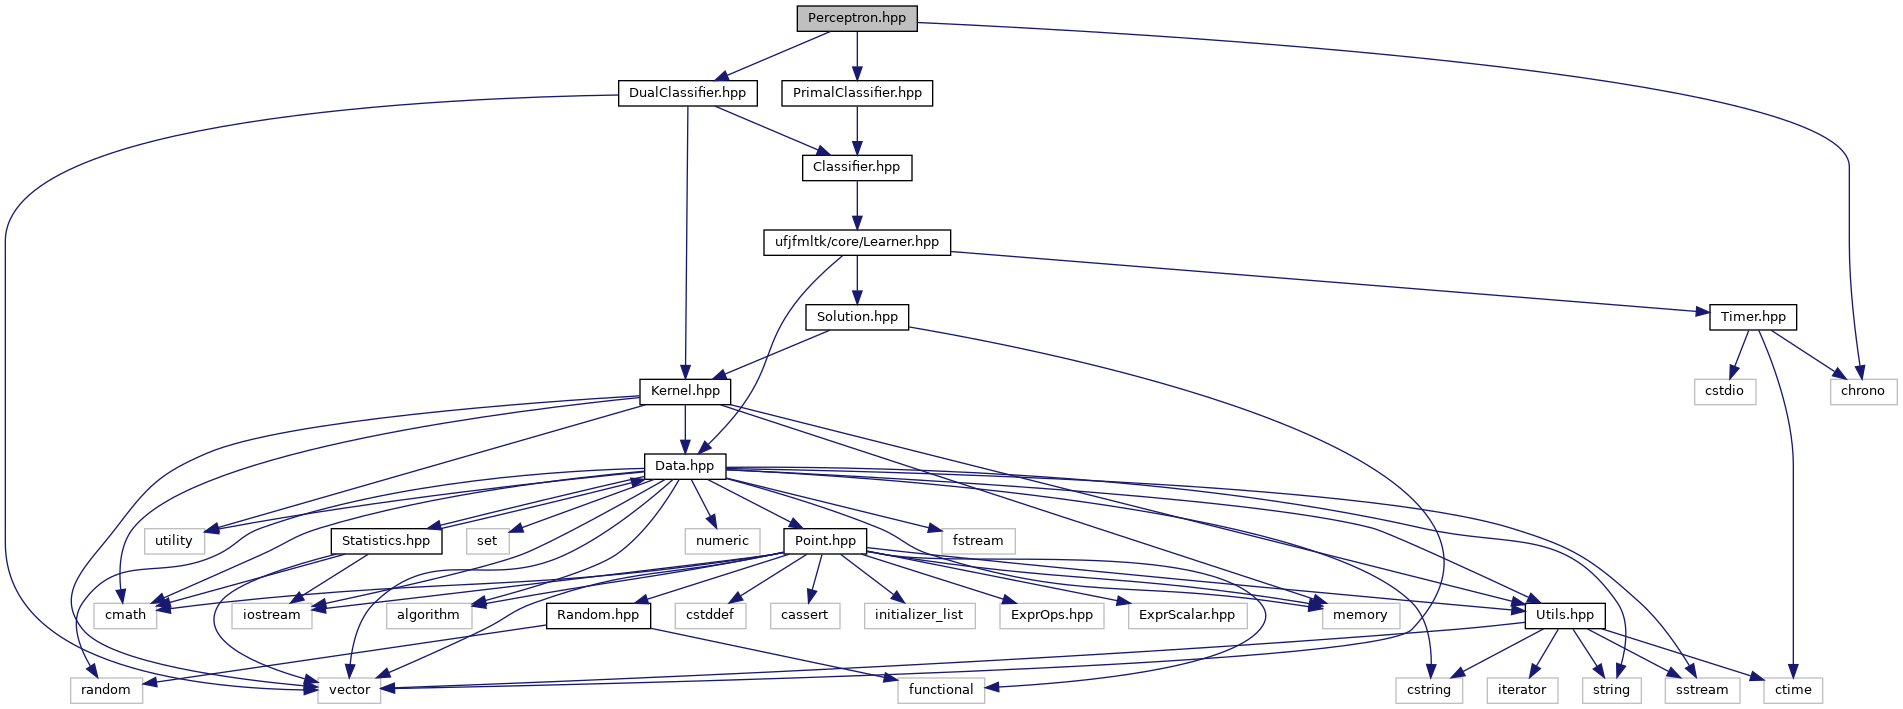 Perceptron.hpp
DualClassifier.hpp
PrimalClassifier.hpp
Classifier.hpp
ufjfmltk/core/Learner.hpp
Solution.hpp
Timer.hpp
Kernel.hpp
cstdio
chrono
Data.hpp
utility
Statistics.hpp
set
numeric
Point.hpp
fstream
cmath
iostream
algorithm
Random.hpp
cstddef
cassert
initializer_list
ExprOps.hpp
ExprScalar.hpp
memory
Utils.hpp
random
vector
functional
cstring
iterator
string
sstream
ctime